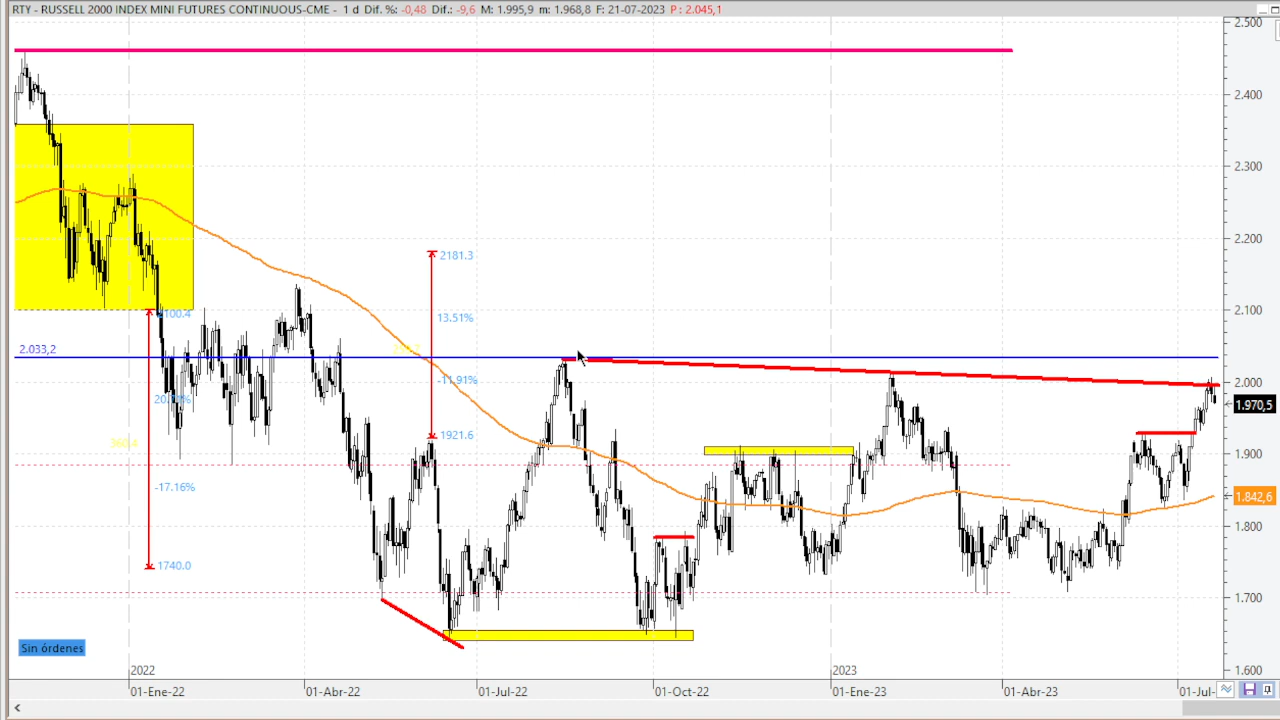 RTY - RUSSELL 2000 INDEX MINI FUTURES CONTINUOUS-CME - 1 d Dif. %: -0,48 Dif.: -9,6 M: 1.995,9 m: 1.968,8 F: 21-07-2023 P : 2.045,1
2.500
2.400
2.300
2.200
2.100
2.000
1.970,5
1.900
1.842,6
1.800
1.700
1.600
2181.3
13.51%
-11.91%
1921.6
2100.4
-17.16%
1740.0
2.033,2
Sin órdenes
2022
2023
01-Ene-22
01-Abr-22
01-Jul-22
01-Oct-22
01-Ene-23
01-Abr-23
01-Jul-